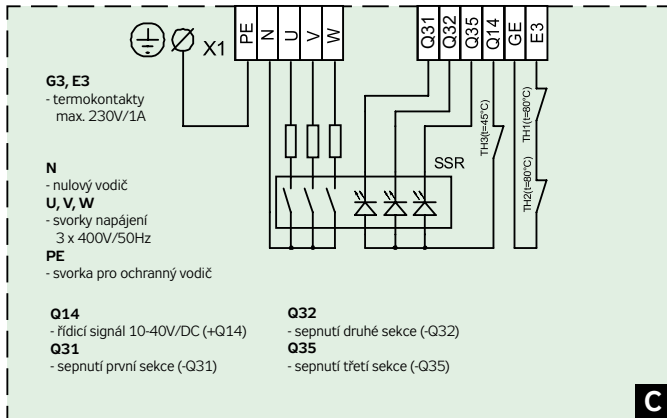 X1
PE
N
U
V
W
Q31
Q32
Q35
Q14
GE
E3
G3, E3
- termokontakty
max. 230V/1A
N
- nulový vodič
U, V, W
- svorky napájení
3 x 400V/50Hz
PE
- svorka pro ochranný vodič
SSR
TH3(t=45°C)
TH1(t=80°C)
TH2(t=80°C)
Q14
- řídicí signál 10-40V/DC (+Q14)
Q31
- sepnutí první sekce (-Q31)
Q32
- sepnutí druhé sekce (-Q32)
Q35
- sepnutí třetí sekce (-Q35)
C